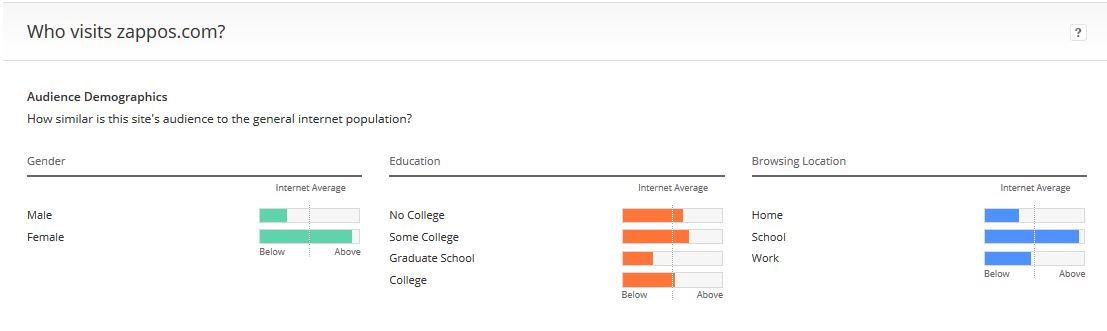 Who visits zappos.com?
?
Audience Demographics
How similar is this site's audience to the general internet population?
Gender
Internet Average
Male
Female
Below Above
Education
Internet Average
No College
Some College
Graduate School
College
Below Above
Browsing Location
Internet Average
Home
School
Work
Below Above